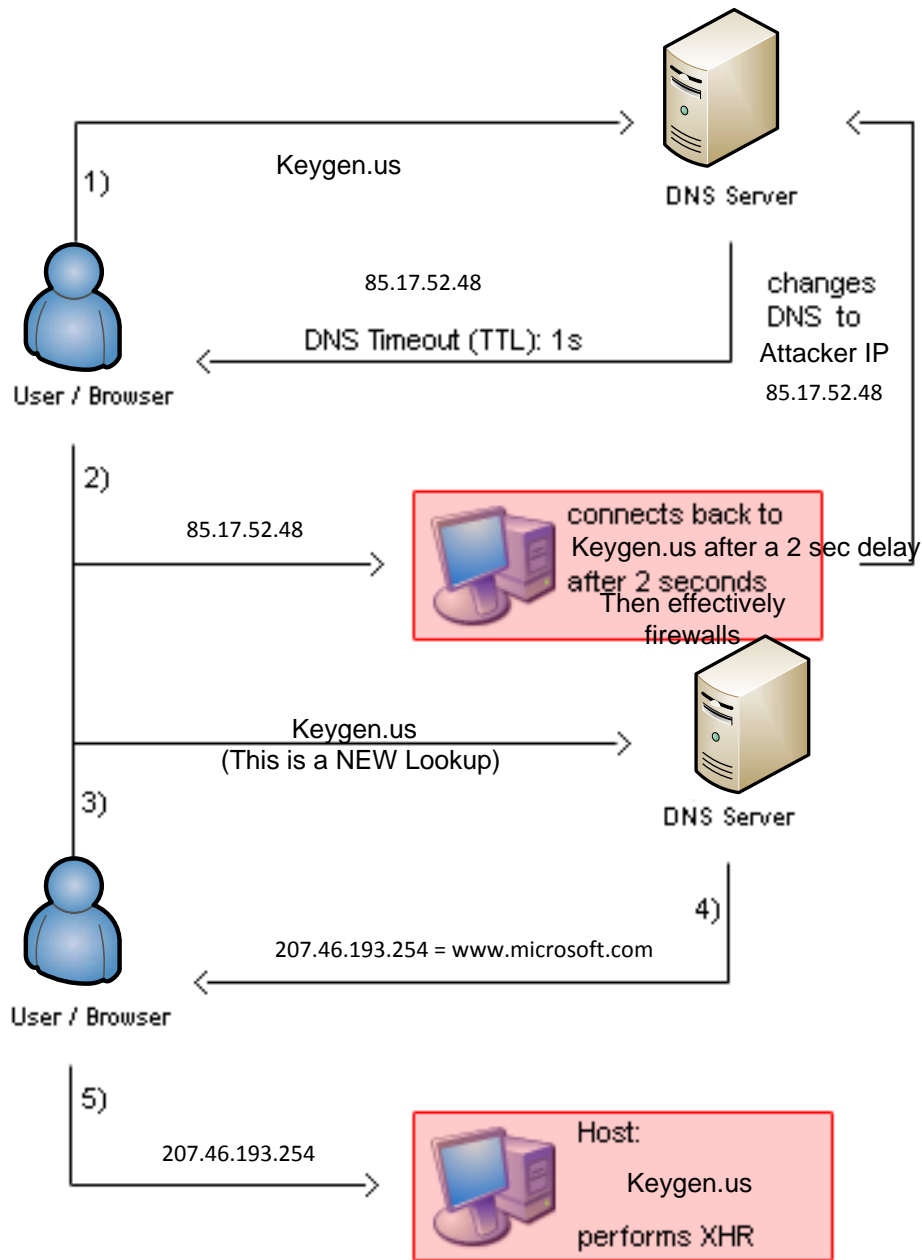 1)
Keygen.us
DNS Server
85.17.52.48
DNS Timeout (TTL): 1s
User / Browser
changes
DNS to
Attacker IP
85.17.52.48
2)
85.17.52.48
connects back to
Keygen.us after a 2 sec delay
after 2 seconds
Then effectively
firewalls
Keygen.us
(This is a NEW Lookup)
3)
DNS Server
User / Browser
4)
207.46.193.254 = www.microsoft.com
5)
207.46.193.254
Host:
Keygen.us
performs XHR